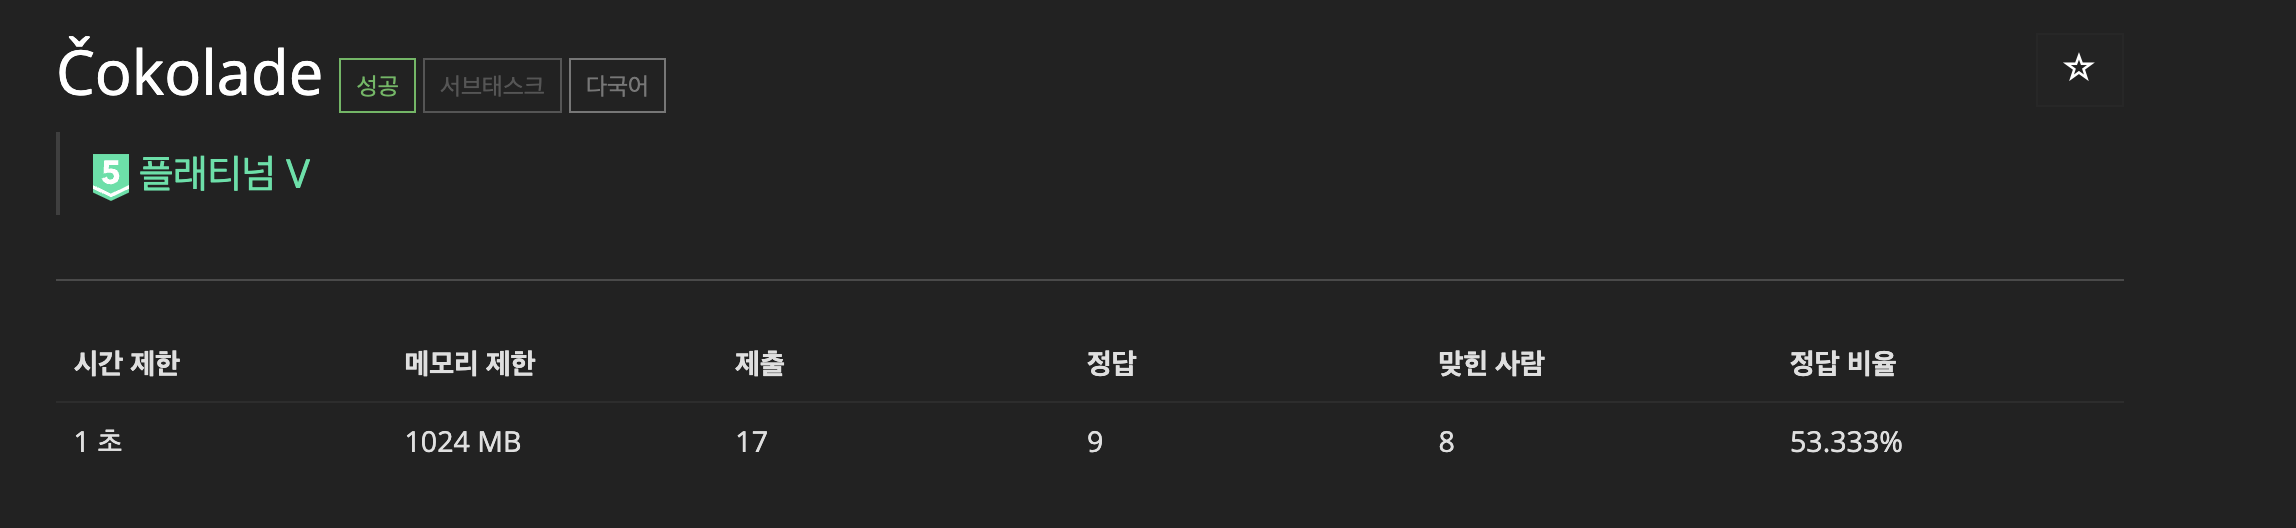 Čokolade 성공 서브태스크 다국어
5 플래티넘 V
시간 제한 메모리 제한 제출 정답 맞힌 사람 정답 비율
1 초 1024 MB 17 9 8 53.333%